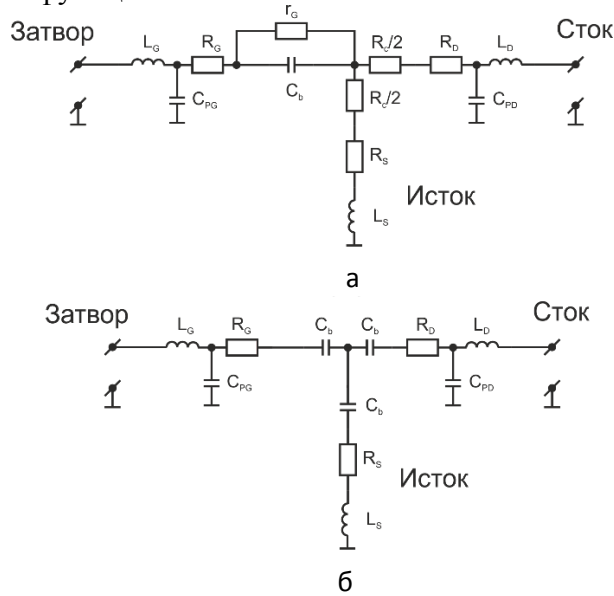 Затвор
Сток
L_G
R_G
r_G
C_b
R_c/2
R_D
L_D
C_PG
R_c/2
C_PD
R_S
Исток
L_S
а
Затвор
Сток
L_G
R_G
C_b
C_b
R_D
L_D
C_PG
C_b
C_PD
R_S
Исток
L_S
б